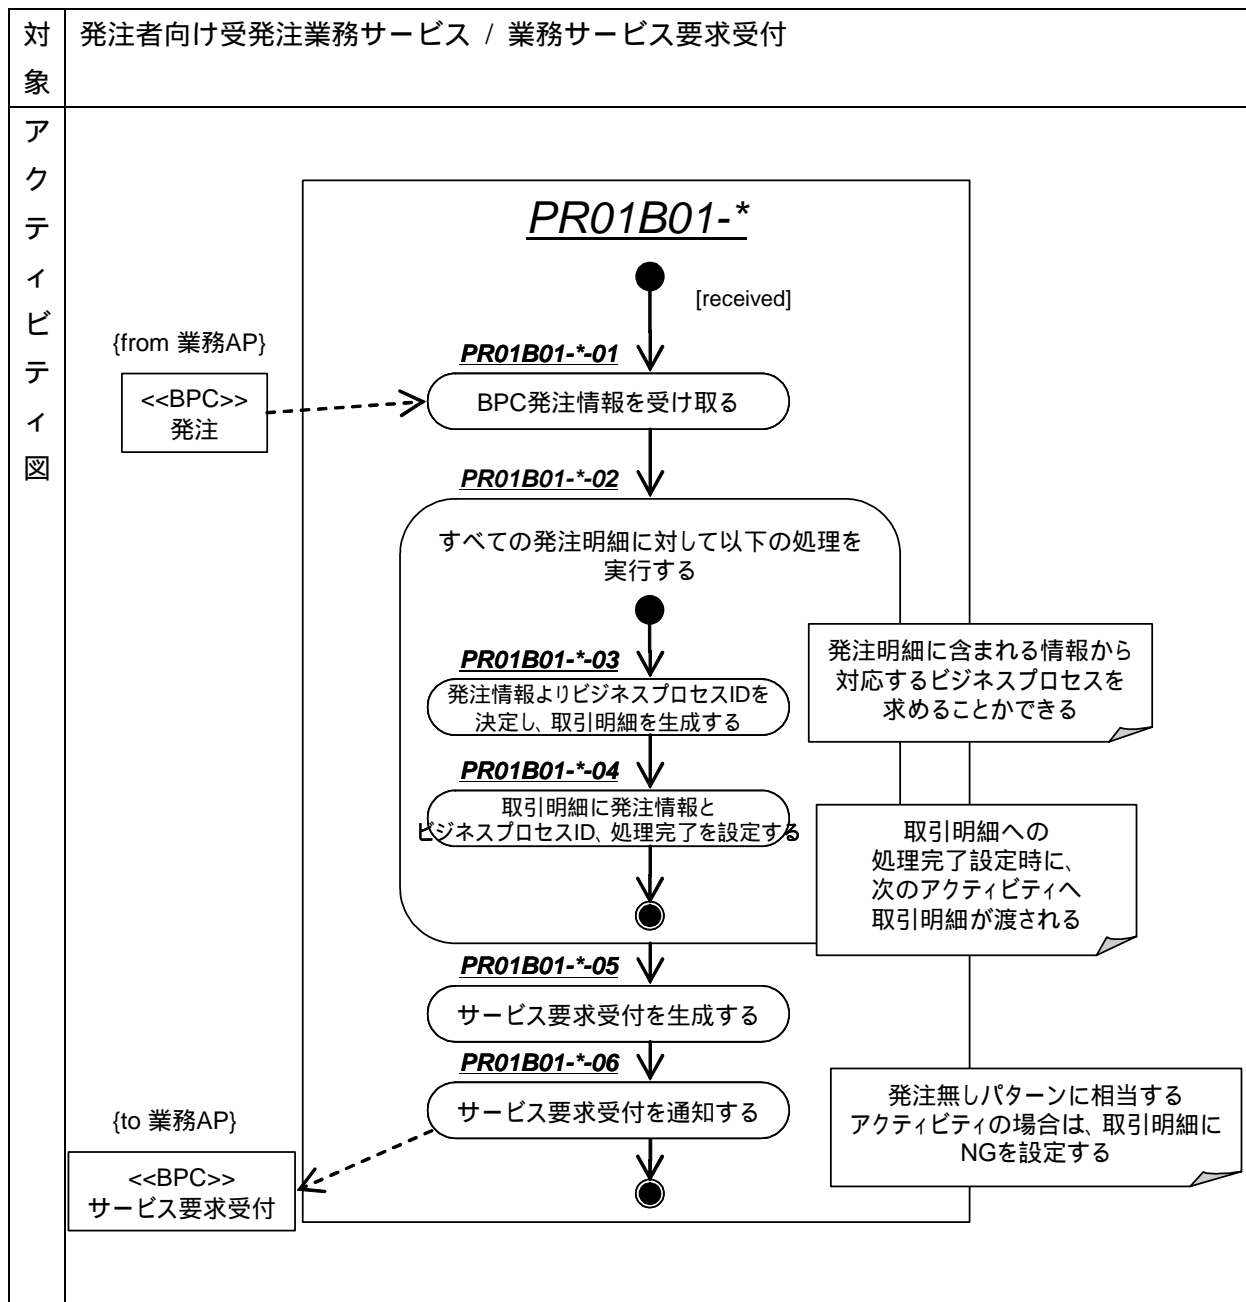 対象
発注者向け受発注業務サービス / 業務サービス要求受付
アクティビティ図
PR01B01-*
[received]
{from 業務AP}
<<BPC>>
発注
PR01B01-*-01
BPC発注情報を受け取る
PR01B01-*-02
すべての発注明細に対して以下の処理を
実行する
PR01B01-*-03
発注情報よりビジネスプロセスIDを
決定し、取引明細を生成する
発注明細に含まれる情報から
対応するビジネスプロセスを
求めることかできる
PR01B01-*-04
取引明細に発注情報と
ビジネスプロセスID、処理完了を設定する
取引明細への
処理完了設定時に、
次のアクティビティへ
取引明細が渡される
PR01B01-*-05
サービス要求受付を生成する
PR01B01-*-06
サービス要求受付を通知する
発注無しパターンに相当する
アクティビティの場合は、取引明細に
NGを設定する
{to 業務AP}
<<BPC>>
サービス要求受付